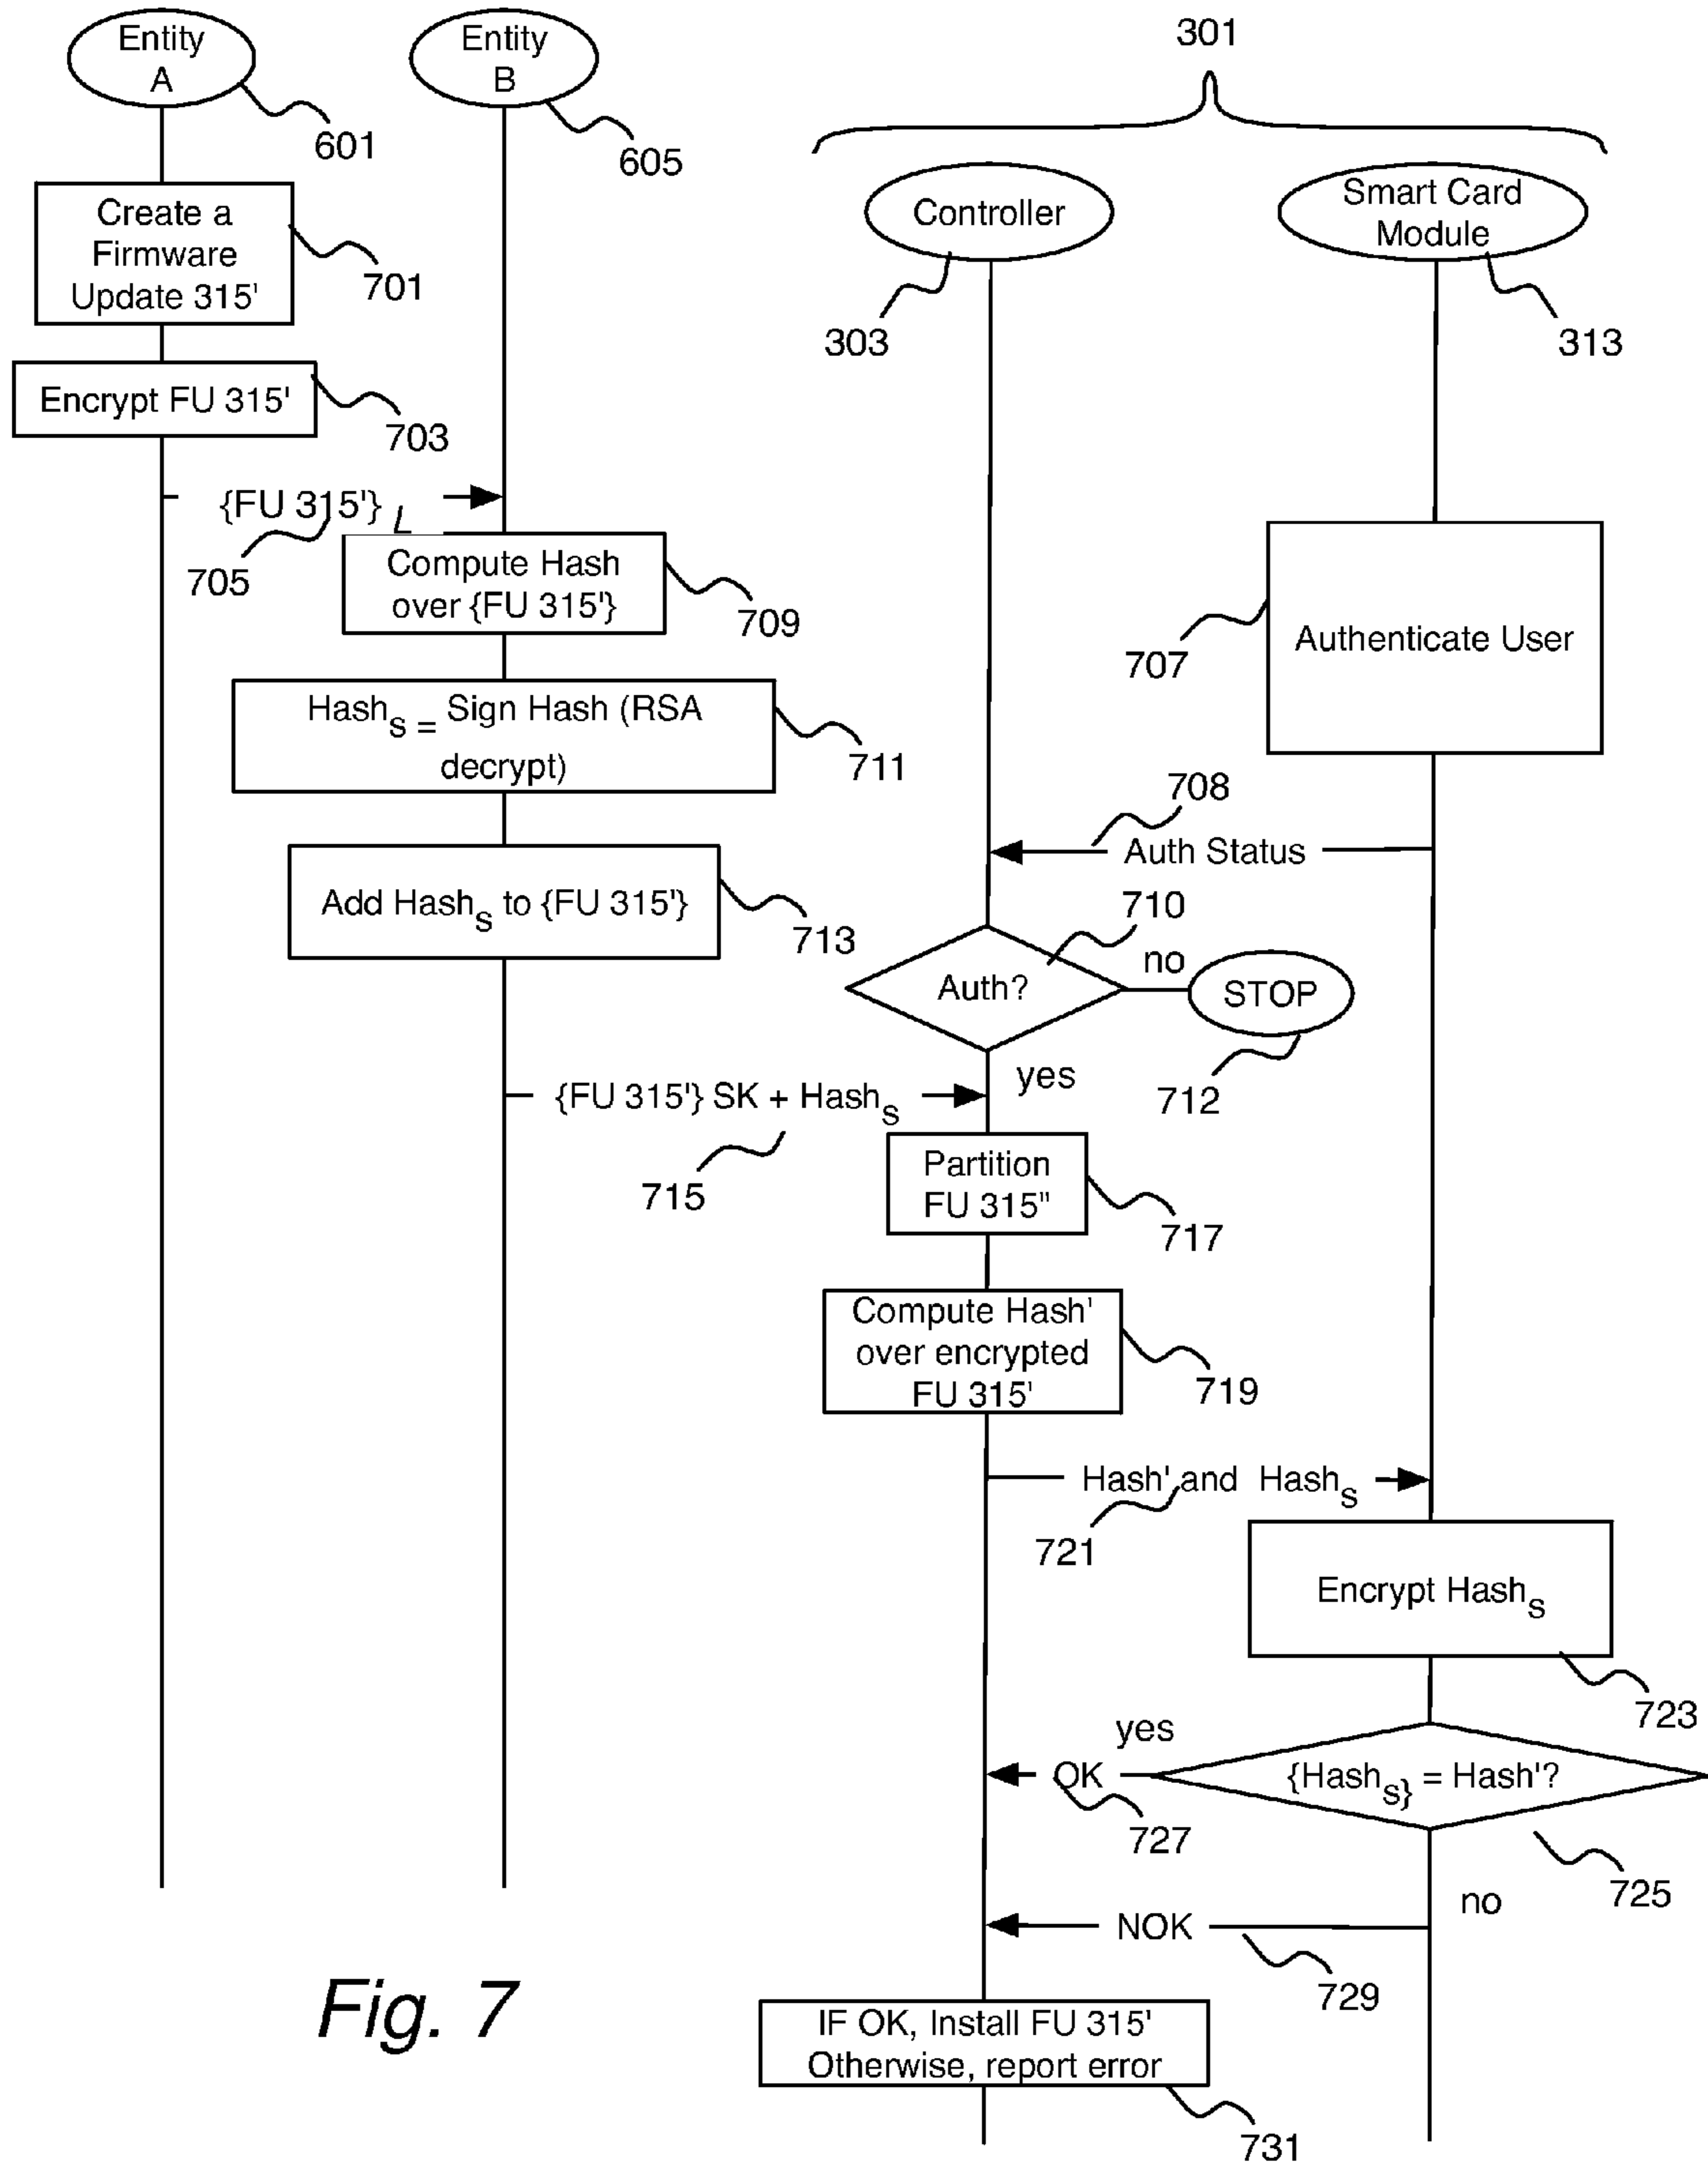 Entity
A
601
Entity
B
605
301
Controller
303
Smart Card
Module
313
Create a
Firmware
Update 315'
701
Encrypt FU 315'
703
{FU 315'} L
705
Compute Hash
over {FU 315'}
709
Authenticate User
707
Hashs = Sign Hash (RSA
decrypt)
711
708
Auth Status
Add Hashs to {FU 315'}
713
710
Auth?
no
STOP
712
yes
{FU 315'} SK + Hashs
715
Partition
FU 315"
717
Compute Hash'
over encrypted
FU 315'
719
Hash' and Hashs
721
Encrypt Hashs
723
yes
OK
727
{Hashs} = Hash'?
725
no
NOK
729
IF OK, Install FU 315'
Otherwise, report error
731
Fig. 7